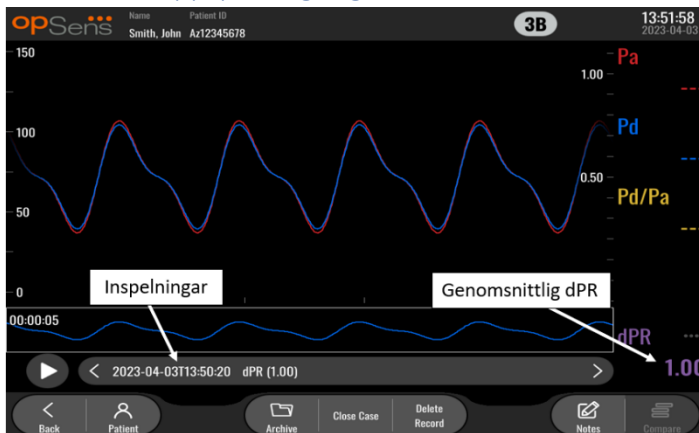 opSens
Name Patient ID
Smith, John Az12345678
3B
13:51:58
2023-04-03
150
1.00
Pa
--
100
Pd
--
0.50
Pd/Pa
50
--
Inspelningar
Genomsnittlig dPR
0
00:00:05
dPR ---
2023-04-03T13:50:20 dPR (1.00)
1.00
Back
Patient
Archive
Close Case
Delete
Record
Notes
Compare